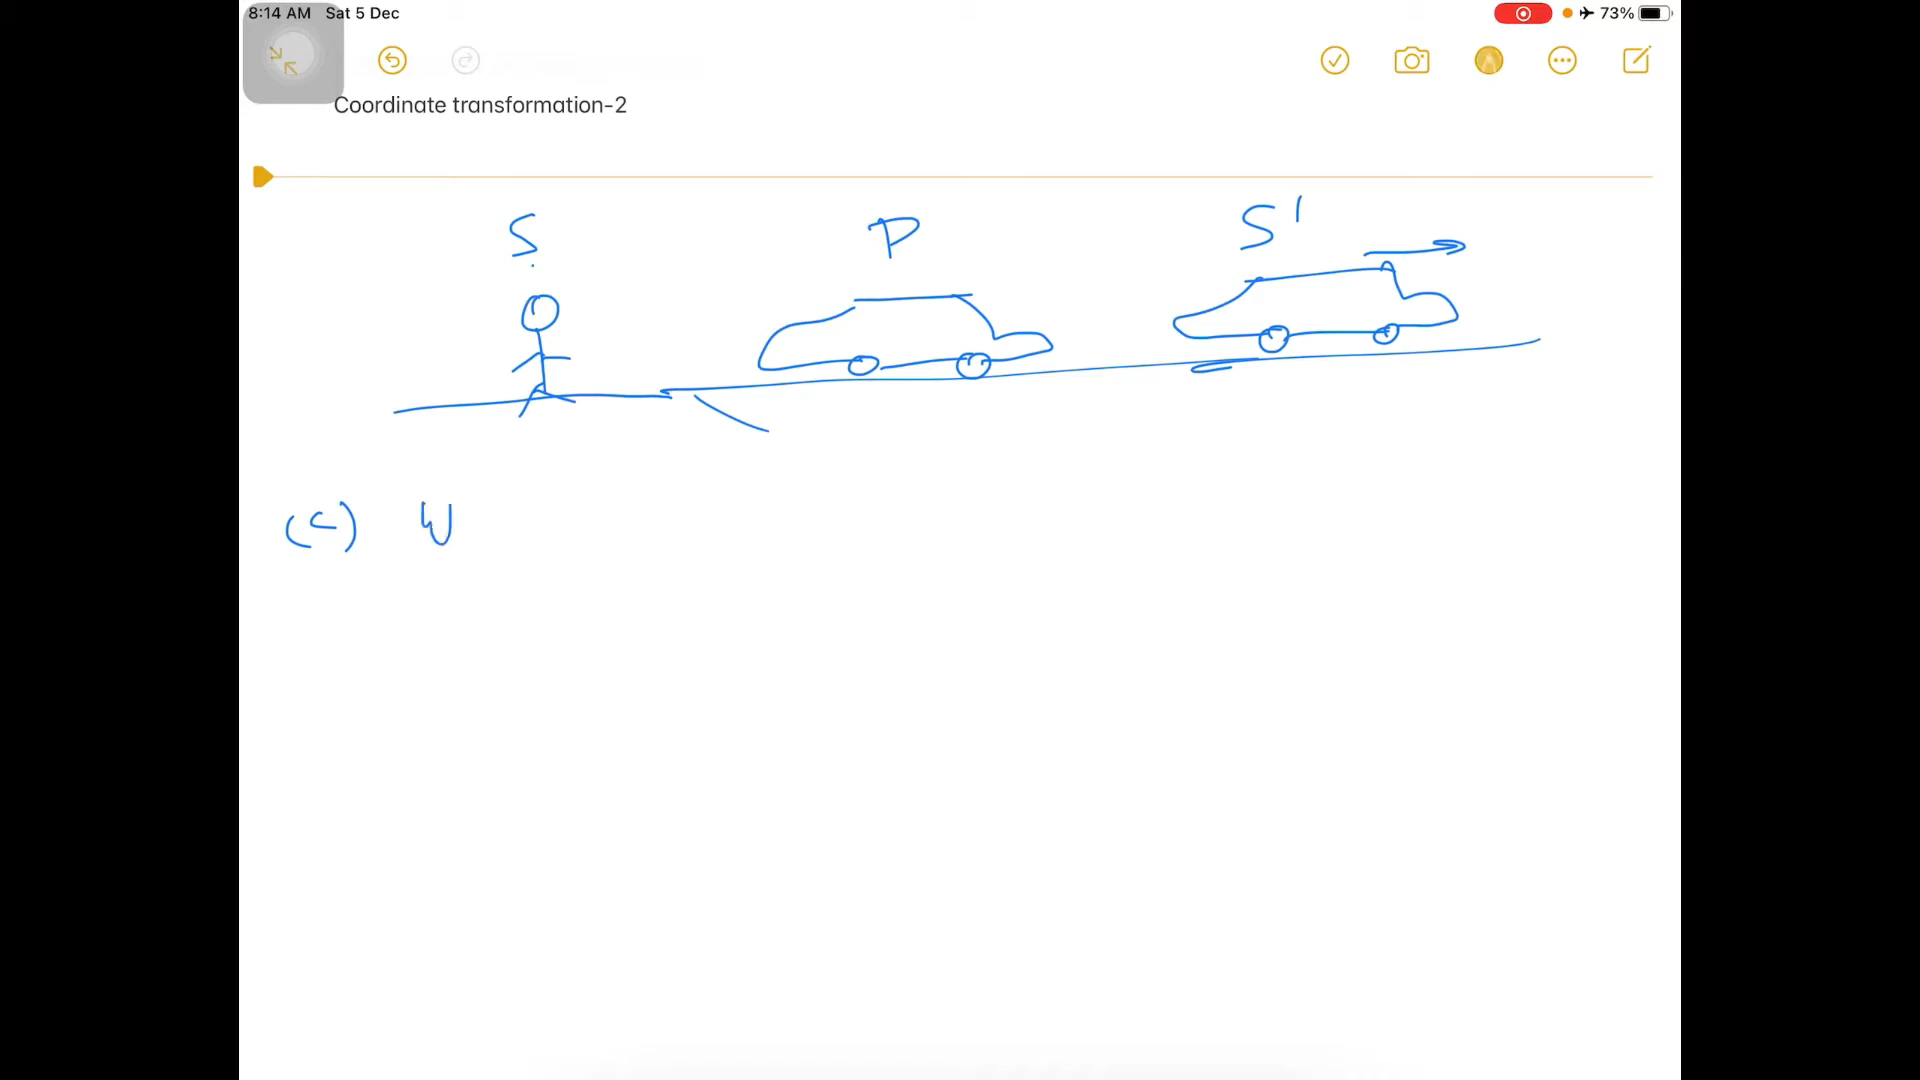 8:14 AM Sat 5 Dec 73%
Coordinate transformation-2
S P S'
(c) W